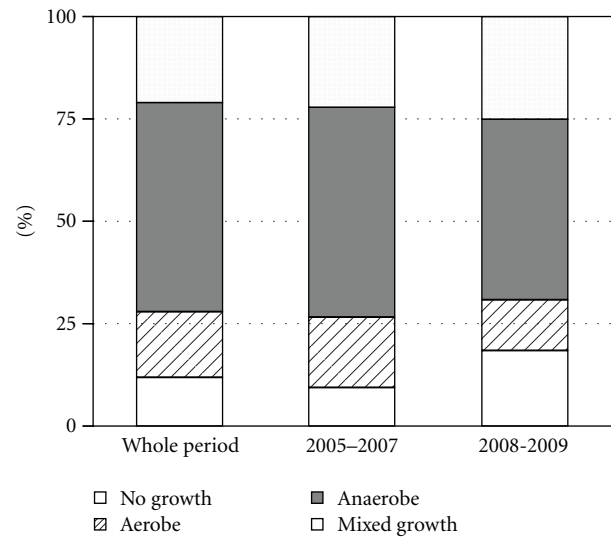 100
75
50
25
0
(%)
Whole period
2005–2007
2008-2009
No growth
Aerobe
Anaerobe
Mixed growth